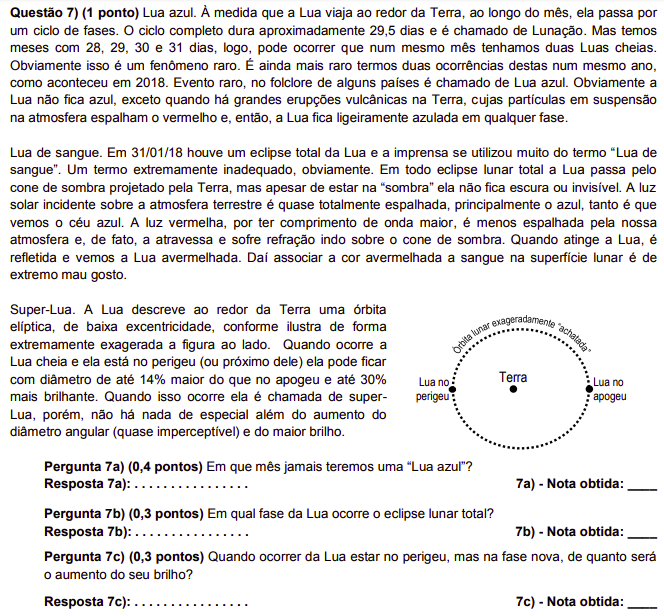 Questão 7) (1 ponto) Lua azul. À medida que a Lua viaja ao redor da Terra, ao longo do mês, ela passa por
um ciclo de fases. O ciclo completo dura aproximadamente 29,5 dias e é chamado de Lunação. Mas temos
meses com 28, 29, 30 e 31 dias, logo, pode ocorrer que num mesmo mês tenhamos duas Luas cheias.
Obviamente isso é um fenômeno raro. É ainda mais raro termos duas ocorrências destas num mesmo ano,
como aconteceu em 2018. Evento raro, no folclore de alguns países é chamado de Lua azul. Obviamente a
Lua não fica azul, exceto quando há grandes erupções vulcânicas na Terra, cujas partículas em suspensão
na atmosfera espalham o vermelho e, então, a Lua fica ligeiramente azulada em qualquer fase.
Lua de sangue. Em 31/01/18 houve um eclipse total da Lua e a imprensa se utilizou muito do termo “Lua de
sangue”. Um termo extremamente inadequado, obviamente. Em todo eclipse lunar total a Lua passa pelo
cone de sombra projetado pela Terra, mas apesar de estar na “sombra” ela não fica escura ou invisível. A luz
solar incidente sobre a atmosfera terrestre é quase totalmente espalhada, principalmente o azul, tanto é que
vemos o céu azul. A luz vermelha, por ter comprimento de onda maior, é menos espalhada pela nossa
atmosfera e, de fato, a atravessa e sofre refração indo sobre o cone de sombra. Quando atinge a Lua, é
refletida e vemos a Lua avermelhada. Daí associar a cor avermelhada a sangue na superfície lunar é de
extremo mau gosto.
Super-Lua. A Lua descreve ao redor da Terra uma órbita
elíptica, de baixa excentricidade, conforme ilustra de forma
extremamente exagerada a figura ao lado. Quando ocorre a
Lua cheia e ela está no perigeu (ou próximo dele) ela pode ficar
com diâmetro de até 14% maior do que no apogeu e até 30%
mais brilhante. Quando isso ocorre ela é chamada de super-
Lua, porém, não há nada de especial além do aumento do
diâmetro angular (quase imperceptível) e do maior brilho.
Órbita lunar exageradamente “achatada”
Terra
Lua no
perigeu
Lua no
apogeu
Pergunta 7a) (0,4 pontos) Em que mês jamais teremos uma “Lua azul”?
Resposta 7a): . . . . . . . . . . . . . . . . 7a) - Nota obtida: ____
Pergunta 7b) (0,3 pontos) Em qual fase da Lua ocorre o eclipse lunar total?
Resposta 7b): . . . . . . . . . . . . . . . . 7b) - Nota obtida: ____
Pergunta 7c) (0,3 pontos) Quando ocorrer da Lua estar no perigeu, mas na fase nova, de quanto será
o aumento do seu brilho?
Resposta 7c): . . . . . . . . . . . . . . . . 7c) - Nota obtida: ____